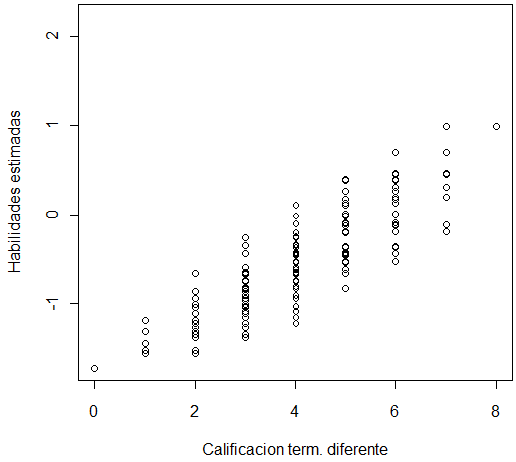 Habilidades estimadas
2
1
0
-1
0 2 4 6 8
Calificacion term. diferente